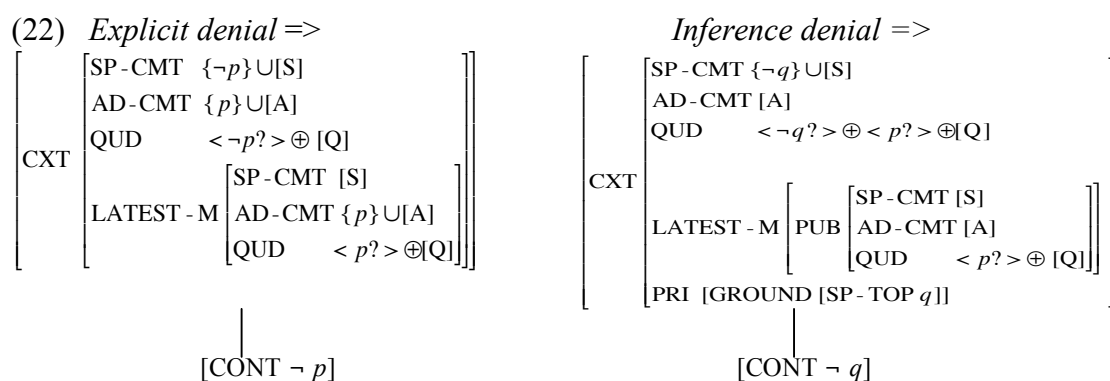 (22) Explicit denial => Inference denial =>
CXT
SP-CMT {¬p}∪[S]
AD-CMT {p}∪[A]
QUD <¬p?>⊕[Q]
LATEST-M
SP-CMT [S]
AD-CMT {p}∪[A]
QUD <p?>⊕[Q]
[CONT ¬ p]
CXT
SP-CMT {¬q}∪[S]
AD-CMT [A]
QUD <¬q?>⊕<p?>⊕[Q]
LATEST-M
PUB
SP-CMT [S]
AD-CMT [A]
QUD <p?>⊕[Q]
PRI [GROUND [SP-TOP q]]
[CONT ¬ q]